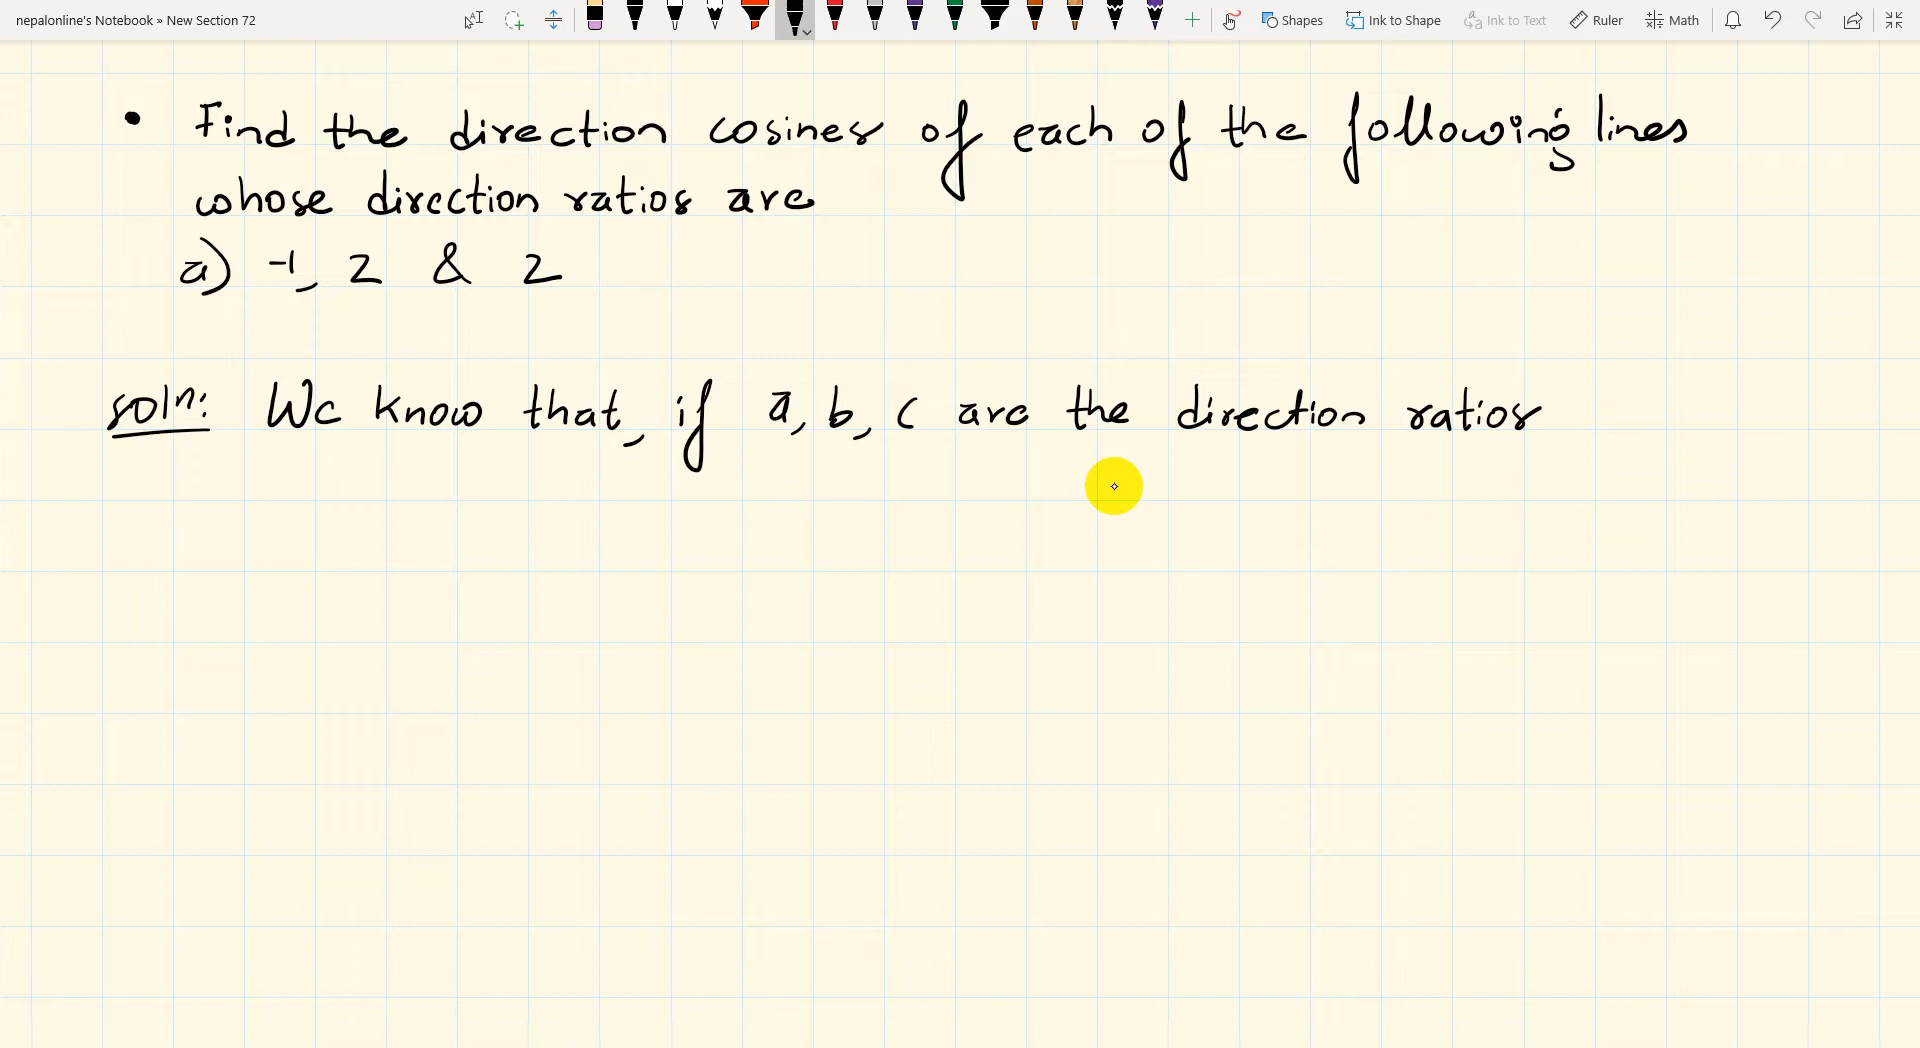 nepalonline's Notebook » New Section 72
Shapes Ink to Shape Ink to Text Ruler Math
• Find the direction cosines of each of the following lines
whose direction ratios are
a) -1, 2 & 2
soln: We know that, if a, b, c are the direction ratios